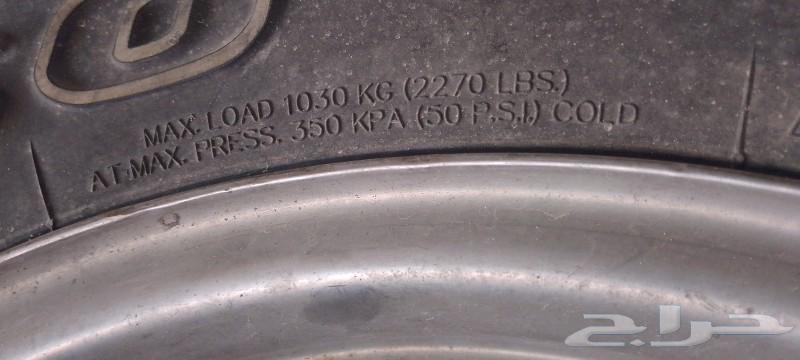 MAX. LOAD 1030 KG (2270 LBS.)
AT MAX. PRESS. 350 KPA (50 P.S.I.) COLD
حراج